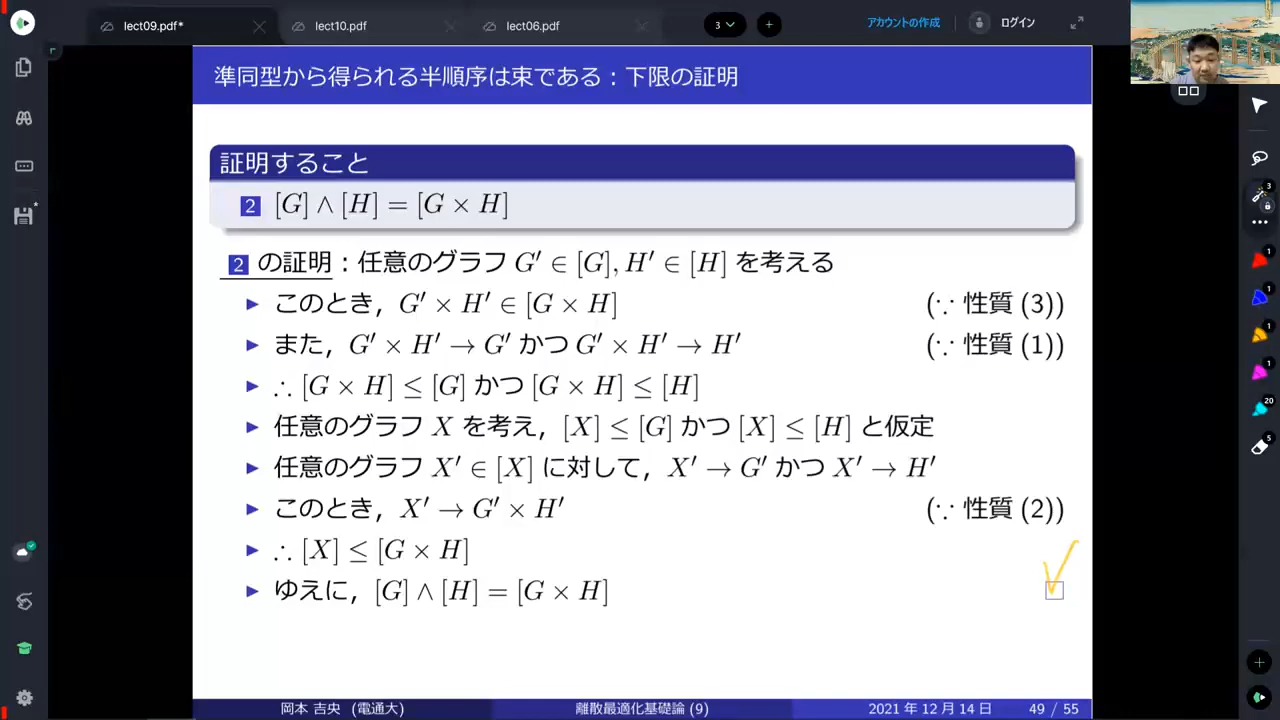 lect09.pdf* lect10.pdf lect06.pdf 3 アカウントの作成 ログイン
準同型から得られる半順序は束である：下限の証明
証明すること
2 [G] ∧ [H] = [G × H]
2 の証明：任意のグラフ G′ ∈ [G], H′ ∈ [H] を考える
▶ このとき，G′ × H′ ∈ [G × H] (∵ 性質 (3))
▶ また，G′ × H′ → G′ かつ G′ × H′ → H′ (∵ 性質 (1))
▶ ∴ [G × H] ≤ [G] かつ [G × H] ≤ [H]
▶ 任意のグラフ X を考え，[X] ≤ [G] かつ [X] ≤ [H] と仮定
▶ 任意のグラフ X′ ∈ [X] に対して，X′ → G′ かつ X′ → H′
▶ このとき，X′ → G′ × H′ (∵ 性質 (2))
▶ ∴ [X] ≤ [G × H]
▶ ゆえに，[G] ∧ [H] = [G × H]
岡本 吉央 (電通大) 離散最適化基礎論 (9) 2021 年 12 月 14 日 49 / 55
3
1
1
1
1
20
5